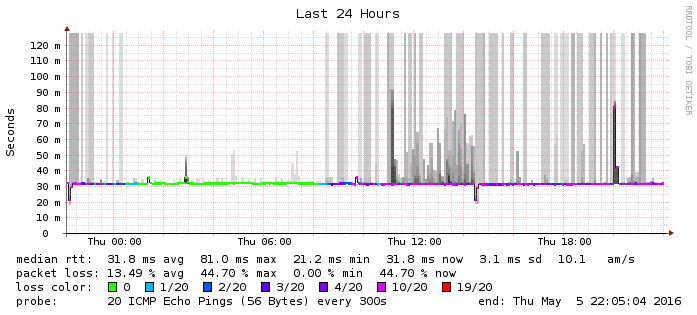 Last 24 Hours
RRDTOOL / TOBI OETIKER
Seconds
120 m
110 m
100 m
90 m
80 m
70 m
60 m
50 m
40 m
30 m
20 m
10 m
0
Thu 00:00 Thu 06:00 Thu 12:00 Thu 18:00
median rtt: 31.8 ms avg 81.0 ms max 21.2 ms min 31.8 ms now 3.1 ms sd 10.1 am/s
packet loss: 13.49 % avg 44.70 % max 0.00 % min 44.70 % now
loss color: 0 1/20 2/20 3/20 4/20 10/20 19/20
probe: 20 ICMP Echo Pings (56 Bytes) every 300s end: Thu May 5 22:05:04 2016